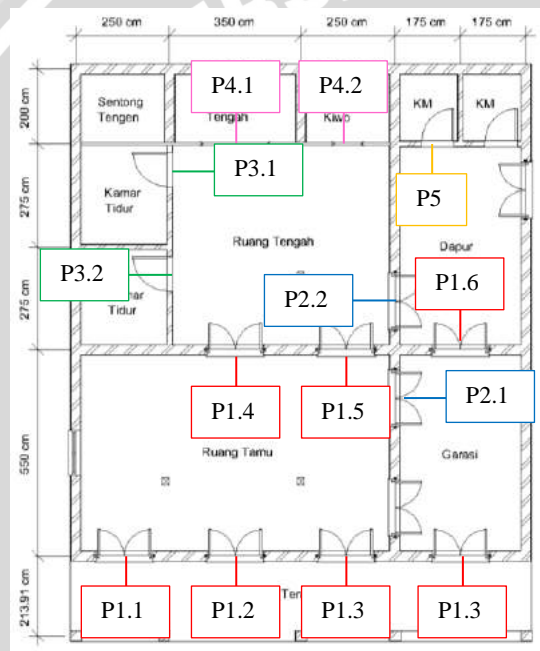 250 cm
350 cm
250 cm
175 cm
175 cm
200 cm
275 cm
275 cm
550 cm
213.91 cm
Sentong
Tengen
P4.1
Tengah
P4.2
Kiwo
KM
KM
P3.1
P5
Kamar
Tidur
Ruang Tengah
Dapur
P3.2
Kamar
Tidur
P2.2
P1.6
P1.4
P1.5
P2.1
Ruang Tamu
Garasi
P1.1
P1.2
Te
P1.3
P1.3